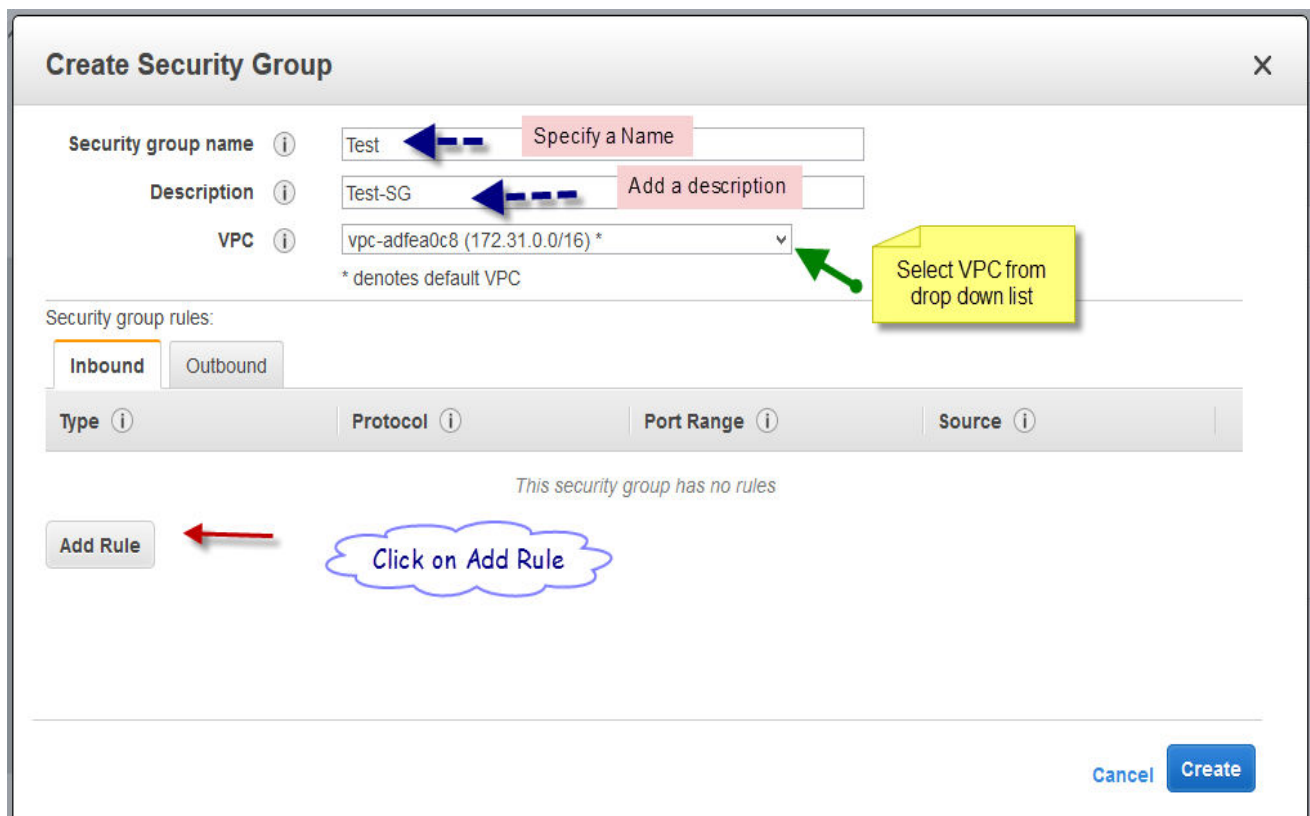 Create Security Group
Security group name
Test
Specify a Name
Description
Test-SG
Add a description
VPC
vpc-adfea0c8 (172.31.0.0/16) *
* denotes default VPC
Select VPC from
drop down list
Security group rules:
Inbound Outbound
Type Protocol Port Range Source
This security group has no rules
Add Rule
Click on Add Rule
Cancel Create